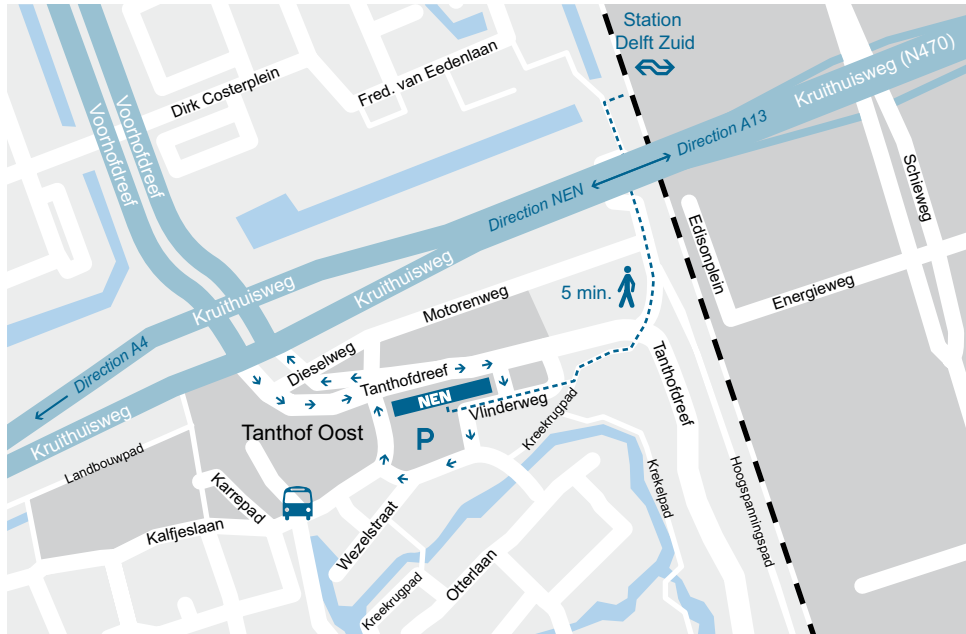 Station
Delft Zuid
Kruithuisweg (N470)
Dirk Costerplein
Fred. van Eedenlaan
Voorhofdreef
Voorhofdreef
Direction A13
Direction NEN
Schieweg
Edisonplein
Energieweg
Kruithuisweg
Kruithuisweg
Motorenweg
5 min.
Direction A4
Dieselweg
Tanthofdreef
Tanthofdreef
NEN
Vlinderweg
Kruithuisweg
Tanthof Oost
P
Kreekrugpad
Landbouwpad
Karrepad
Krekelpad
Hoogspanningspad
Kalfjeslaan
Wezelstraat
Otterlaan
Kreekrugpad